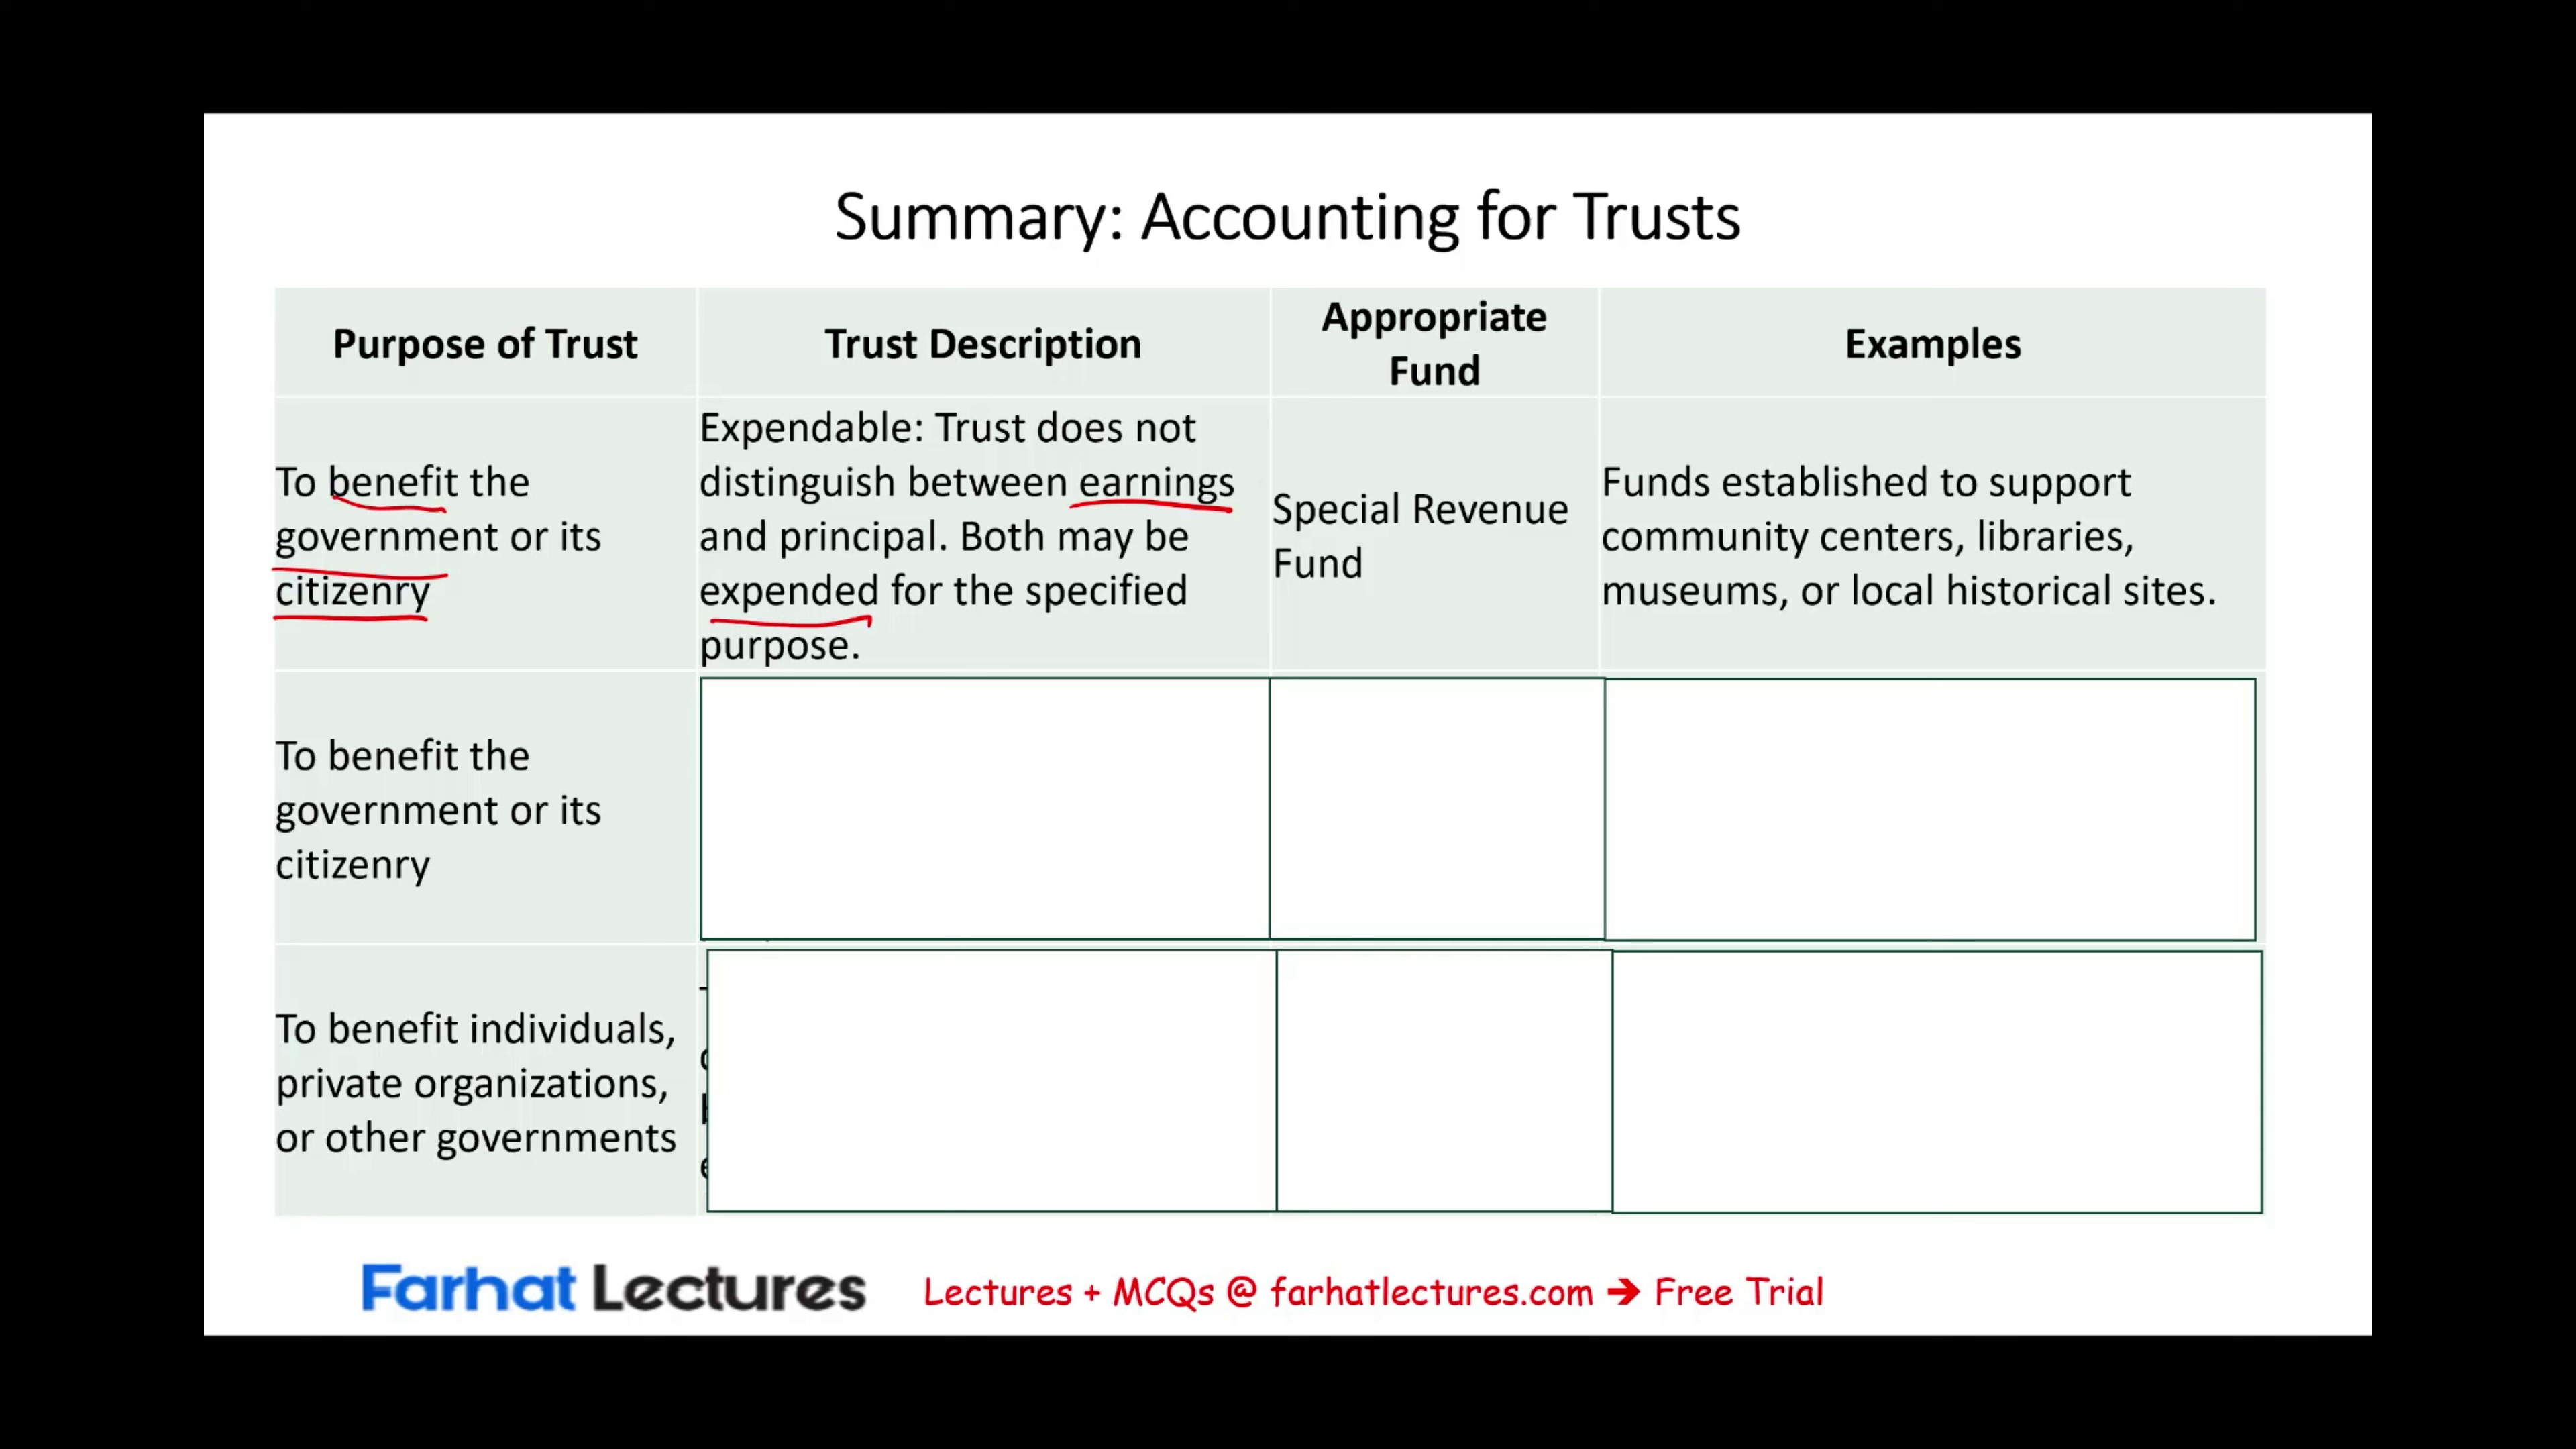 Summary: Accounting for Trusts
Purpose of Trust
Trust Description
Appropriate
Fund
Examples
To benefit the
government or its
citizenry
Expendable: Trust does not
distinguish between earnings
and principal. Both may be
expended for the specified
purpose.
Special Revenue
Fund
Funds established to support
community centers, libraries,
museums, or local historical sites.
To benefit the
government or its
citizenry
To benefit individuals,
private organizations,
or other governments
Farhat Lectures
Lectures + MCQs @ farhatlectures.com ➔ Free Trial